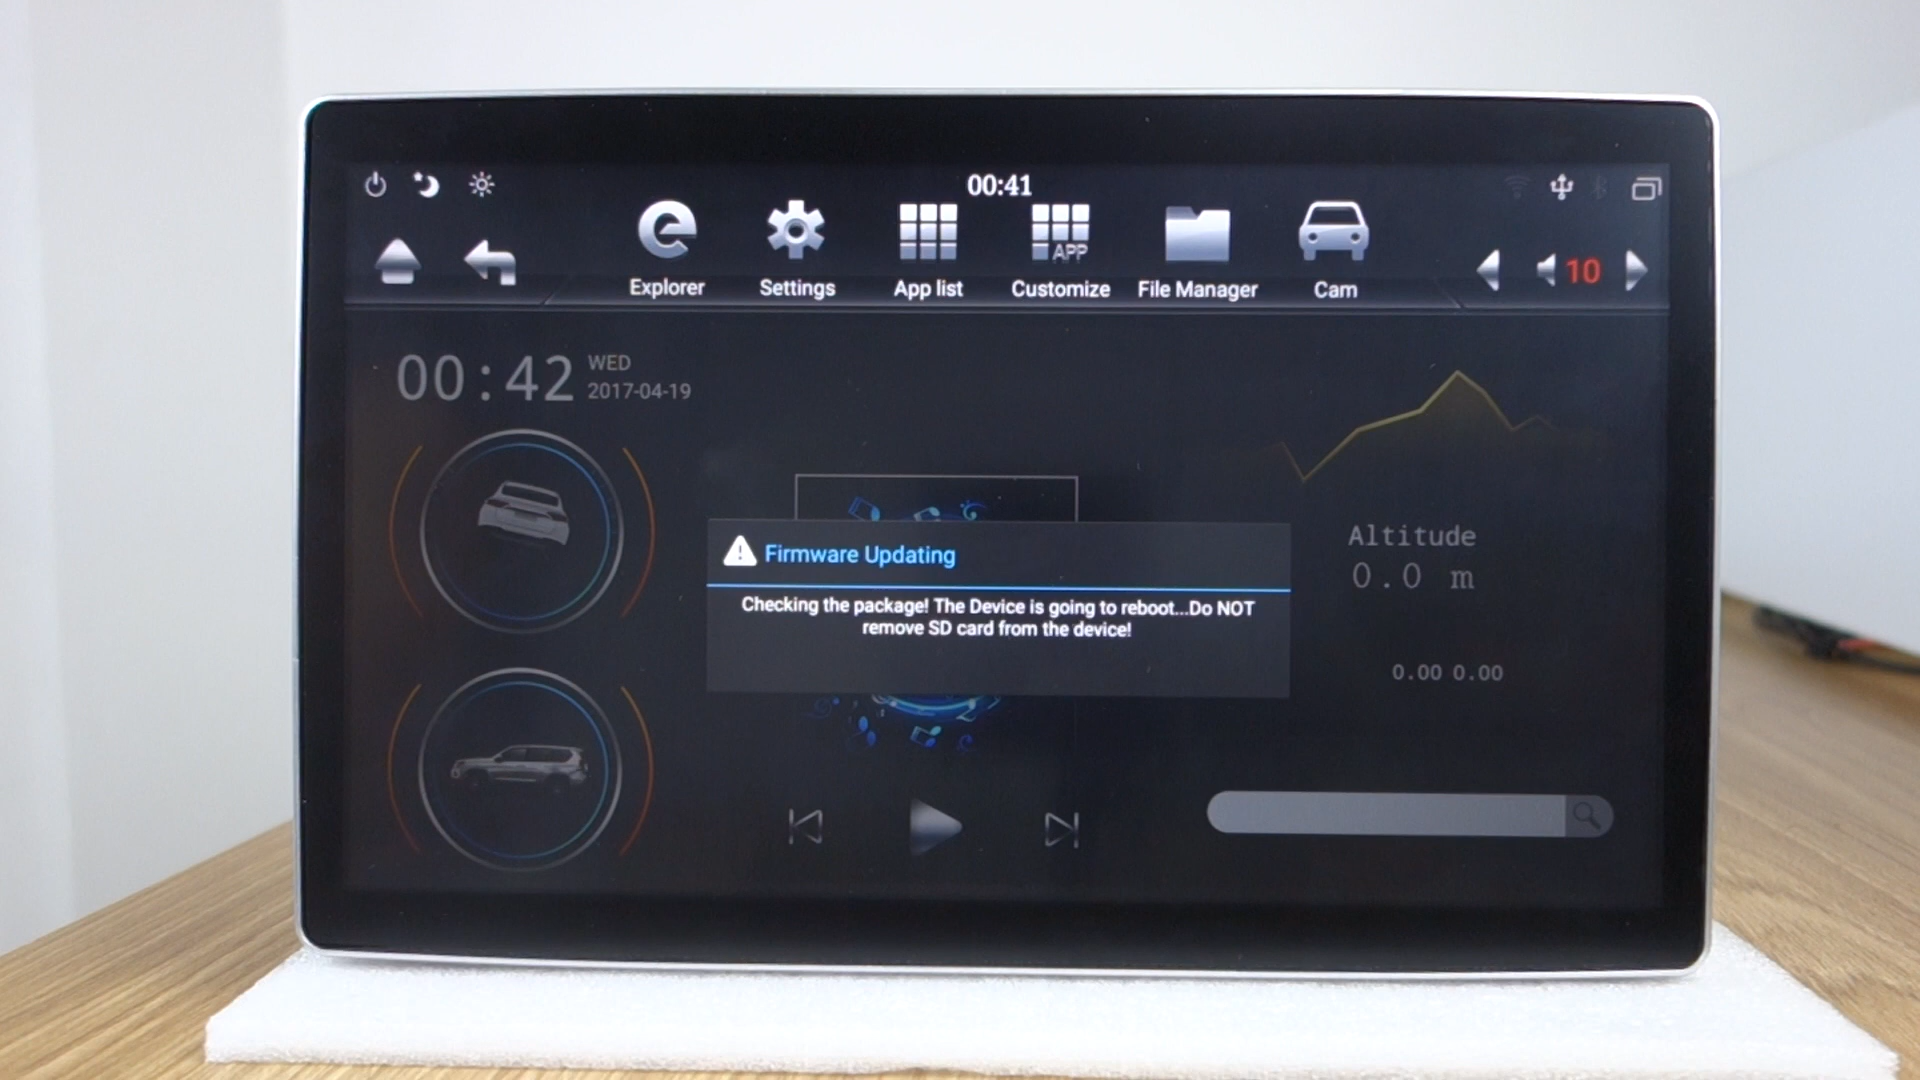 00:41
Explorer
Settings
App list
APP
Customize
File Manager
Cam
10
00:42
WED
2017-04-19
Firmware Updating
Checking the package! The Device is going to reboot...Do NOT
remove SD card from the device!
Altitude
0.0 m
0.00 0.00